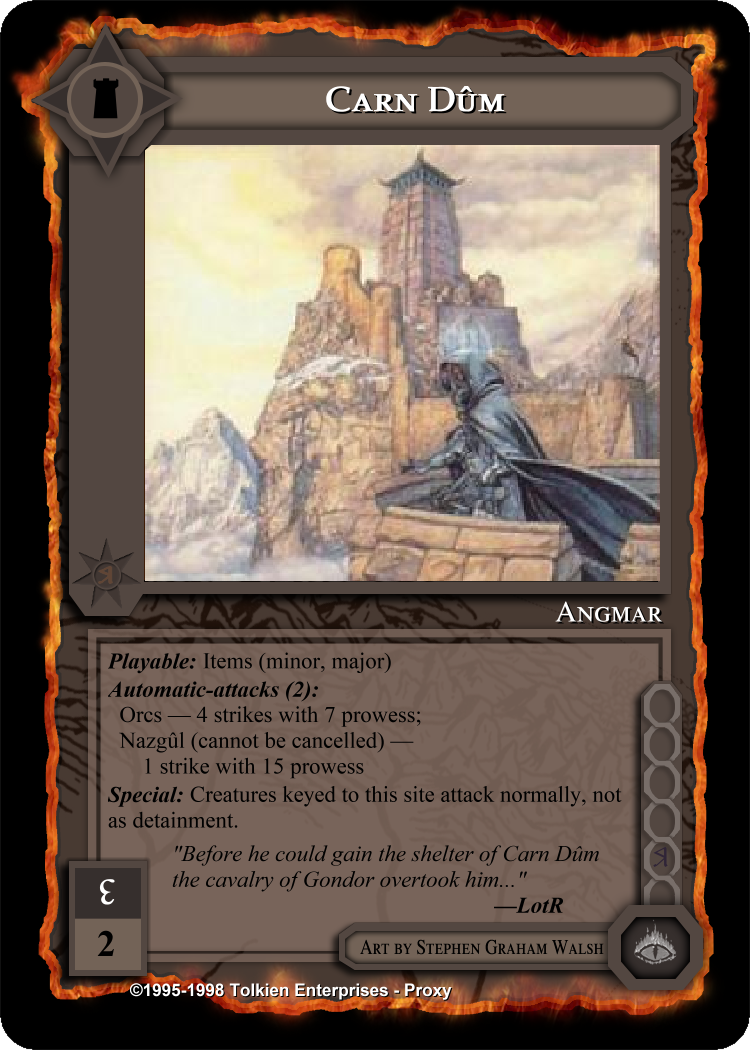 Carn Dûm
Angmar
Playable: Items (minor, major)
Automatic-attacks (2):
Orcs — 4 strikes with 7 prowess;
Nazgûl (cannot be cancelled) —
1 strike with 15 prowess
Special: Creatures keyed to this site attack normally, not
as detainment.
"Before he could gain the shelter of Carn Dûm
the cavalry of Gondor overtook him..."
—LotR
2
Art by Stephen Graham Walsh
©1995-1998 Tolkien Enterprises - Proxy